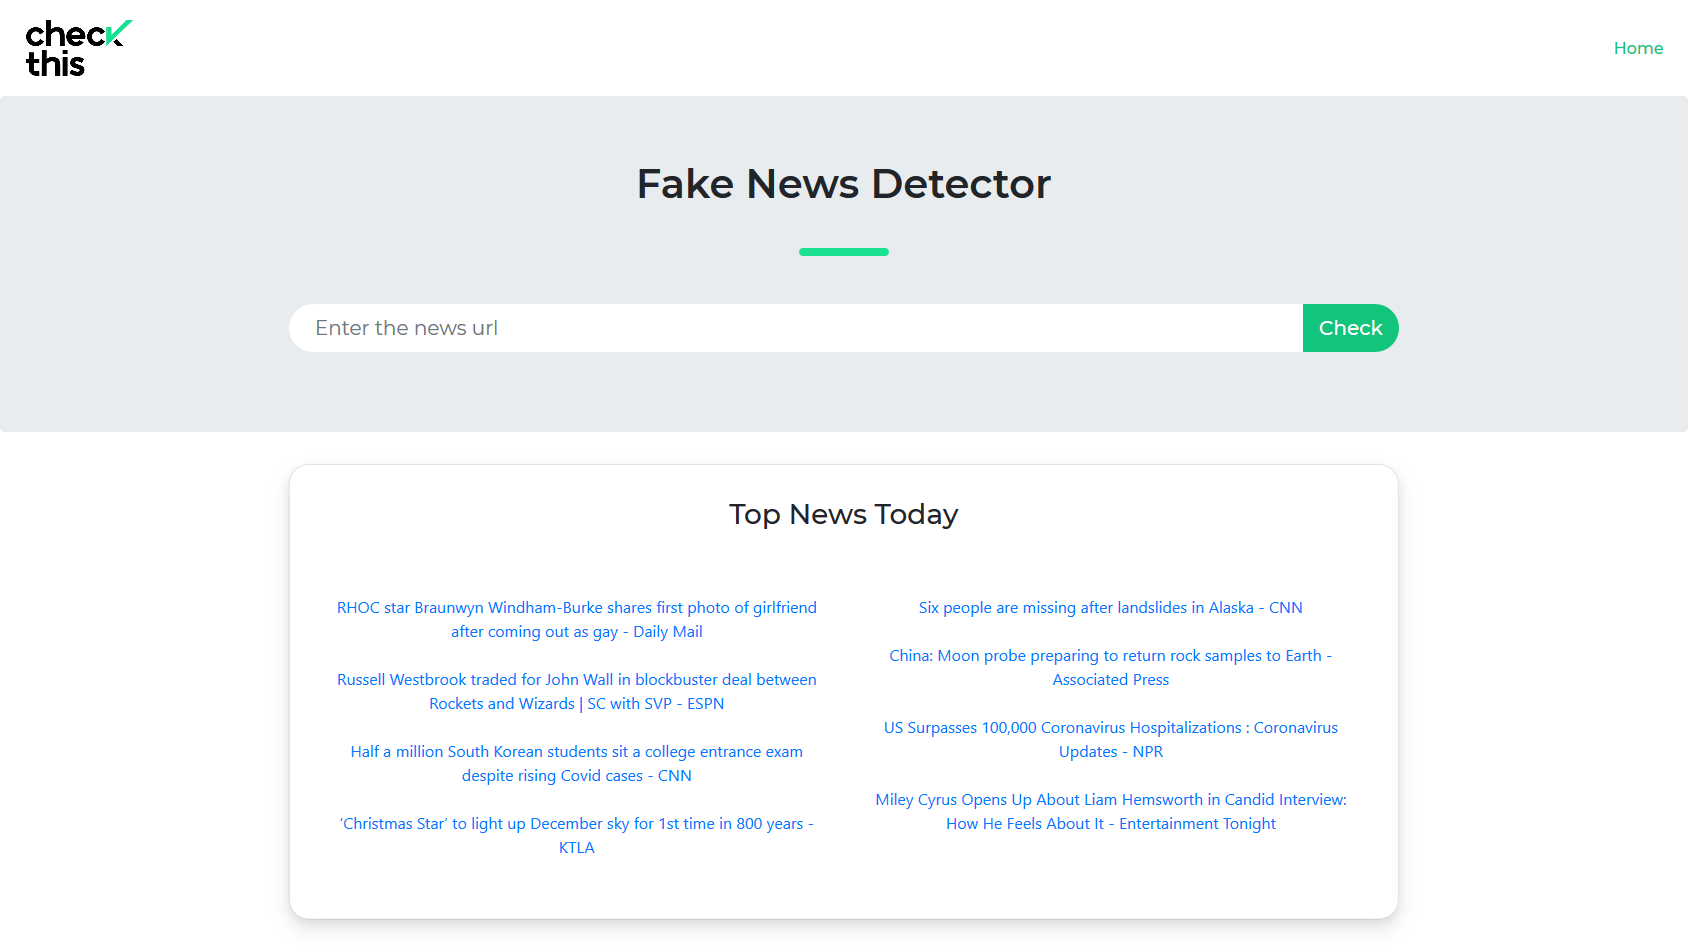 check
this
Home
Fake News Detector
Enter the news url
Check
Top News Today
RHOC star Braunwyn Windham-Burke shares first photo of girlfriend
after coming out as gay - Daily Mail
Russell Westbrook traded for John Wall in blockbuster deal between
Rockets and Wizards | SC with SVP - ESPN
Half a million South Korean students sit a college entrance exam
despite rising Covid cases - CNN
‘Christmas Star’ to light up December sky for 1st time in 800 years -
KTLA
Six people are missing after landslides in Alaska - CNN
China: Moon probe preparing to return rock samples to Earth -
Associated Press
US Surpasses 100,000 Coronavirus Hospitalizations : Coronavirus
Updates - NPR
Miley Cyrus Opens Up About Liam Hemsworth in Candid Interview:
How He Feels About It - Entertainment Tonight